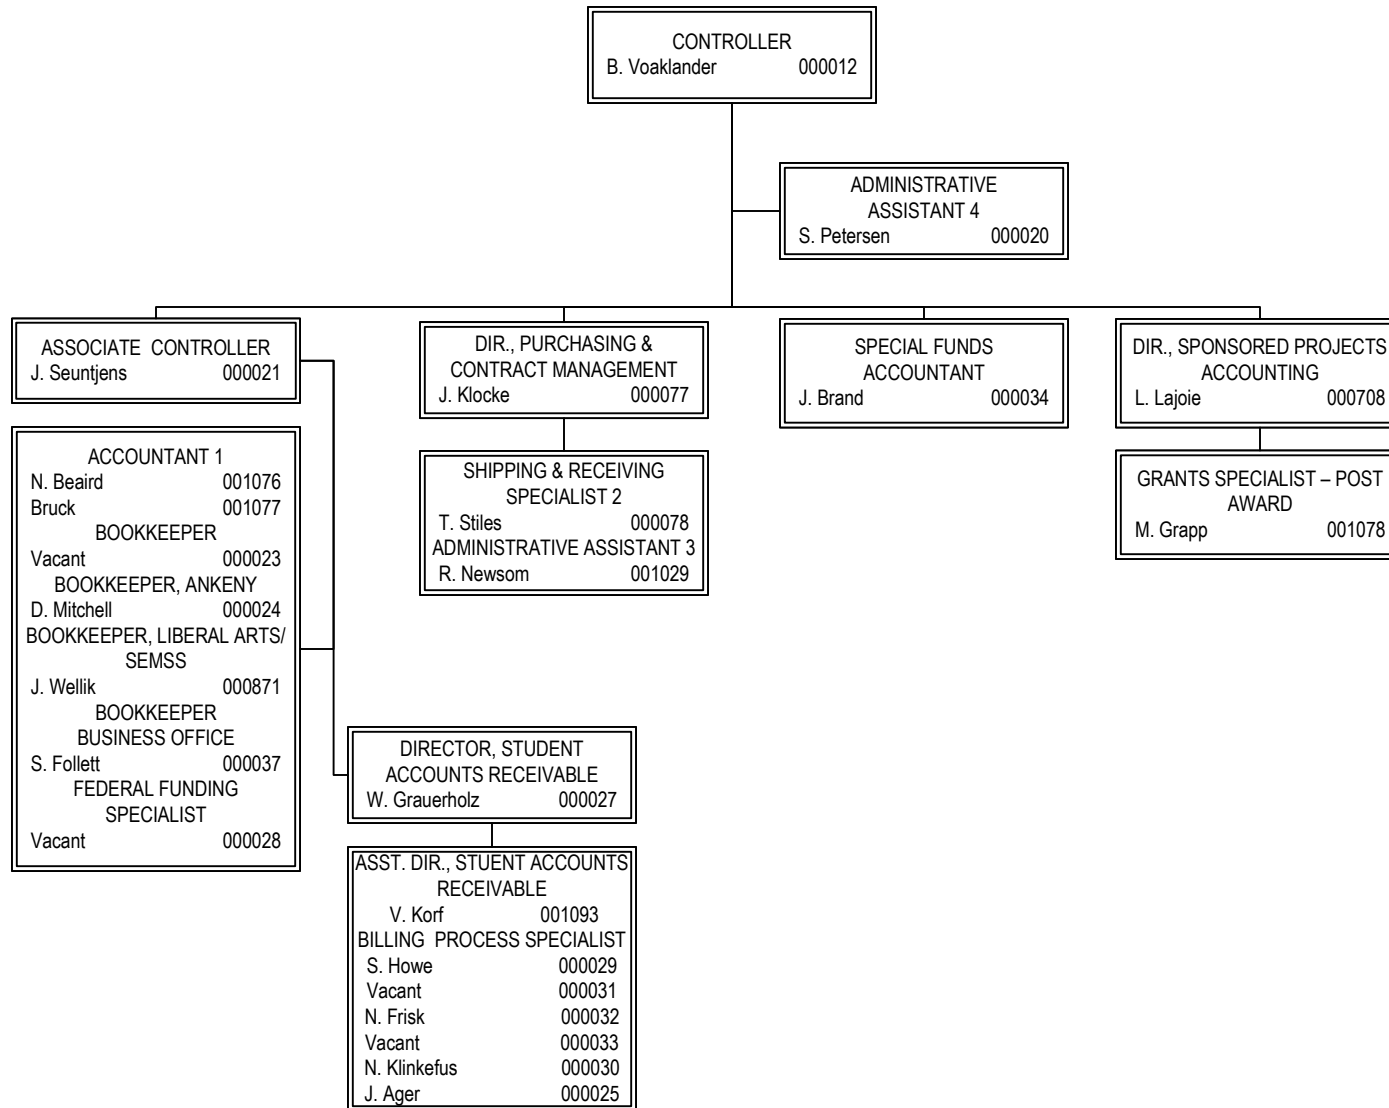 CONTROLLER
B. Voaklander 000012
ADMINISTRATIVE
ASSISTANT 4
S. Petersen 000020
ASSOCIATE CONTROLLER
J. Seuntjens 000021
DIR., PURCHASING &
CONTRACT MANAGEMENT
J. Klocke 000077
SPECIAL FUNDS
ACCOUNTANT
J. Brand 000034
DIR., SPONSORED PROJECTS
ACCOUNTING
L. Lajoie 000708
ACCOUNTANT 1
N. Beaird 001076
Bruck 001077
BOOKKEEPER
Vacant 000023
BOOKKEEPER, ANKENY
D. Mitchell 000024
BOOKKEEPER, LIBERAL ARTS/
SEMSS
J. Wellik 000871
BOOKKEEPER
BUSINESS OFFICE
S. Follett 000037
FEDERAL FUNDING
SPECIALIST
Vacant 000028
SHIPPING & RECEIVING
SPECIALIST 2
T. Stiles 000078
ADMINISTRATIVE ASSISTANT 3
R. Newsom 001029
GRANTS SPECIALIST – POST
AWARD
M. Grapp 001078
DIRECTOR, STUDENT
ACCOUNTS RECEIVABLE
W. Grauerholz 000027
ASST. DIR., STUENT ACCOUNTS
RECEIVABLE
V. Korf 001093
BILLING PROCESS SPECIALIST
S. Howe 000029
Vacant 000031
N. Frisk 000032
Vacant 000033
N. Klinkefus 000030
J. Ager 000025